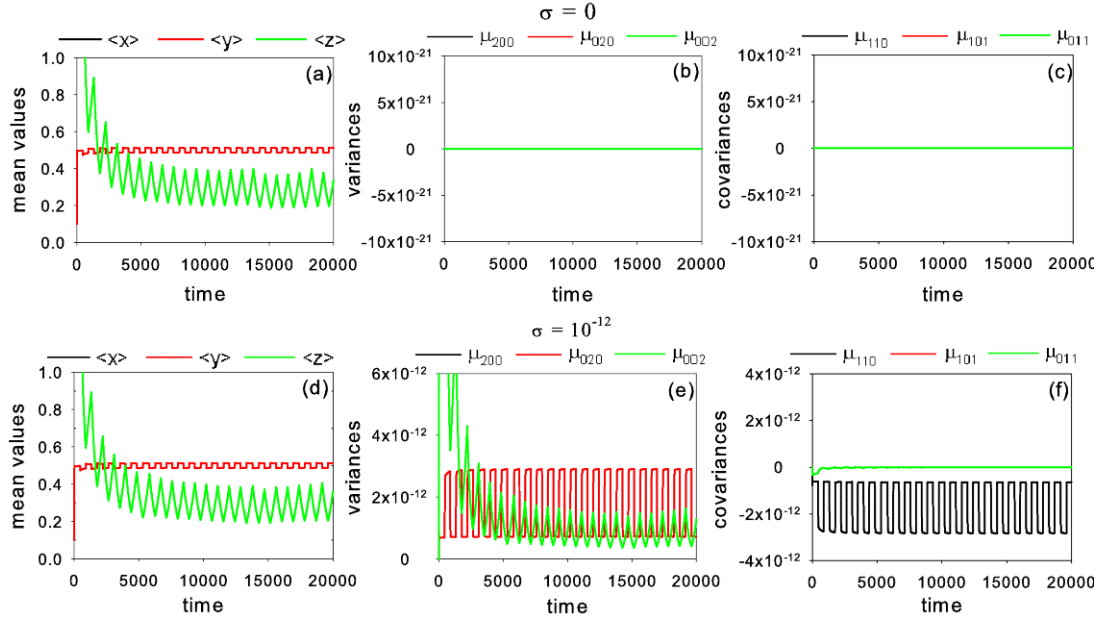 σ = 0
<x> <y> <z>
μ200 μ020 μ002
μ110 μ101 μ011
(a)
mean values
1.0
0.8
0.6
0.4
0.2
1.0
0 5000 10000 15000 20000
time
(b)
variances
10x10-21
5x10-21
0
-5x10-21
-10x10-21
0 5000 10000 15000 20000
time
(c)
covariances
10x10-21
5x10-21
0
-5x10-21
-10x10-21
0 5000 10000 15000 20000
time
σ = 10-12
<x> <y> <z>
μ200 μ020 μ002
μ110 μ101 μ011
(d)
mean values
1.0
0.8
0.6
0.4
0.2
0.0
0 5000 10000 15000 20000
time
(e)
variances
6x10-12
4x10-12
2x10-12
0
0 5000 10000 15000 20000
time
(f)
covariances
4x10-12
2x10-12
0
-2x10-12
-4x10-12
0 5000 10000 15000 20000
time